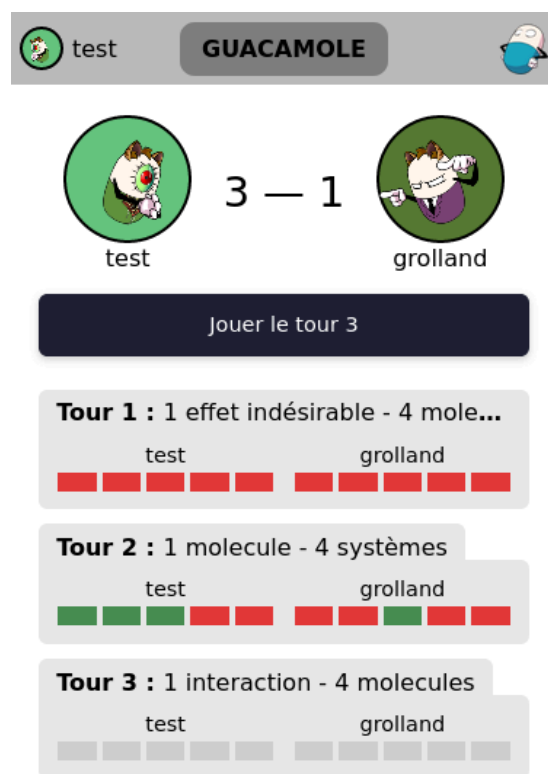 test
GUACAMOLE
3 — 1
test
grolland
Jouer le tour 3
Tour 1 : 1 effet indésirable - 4 mole...
test grolland
Tour 2 : 1 molecule - 4 systèmes
test grolland
Tour 3 : 1 interaction - 4 molecules
test grolland